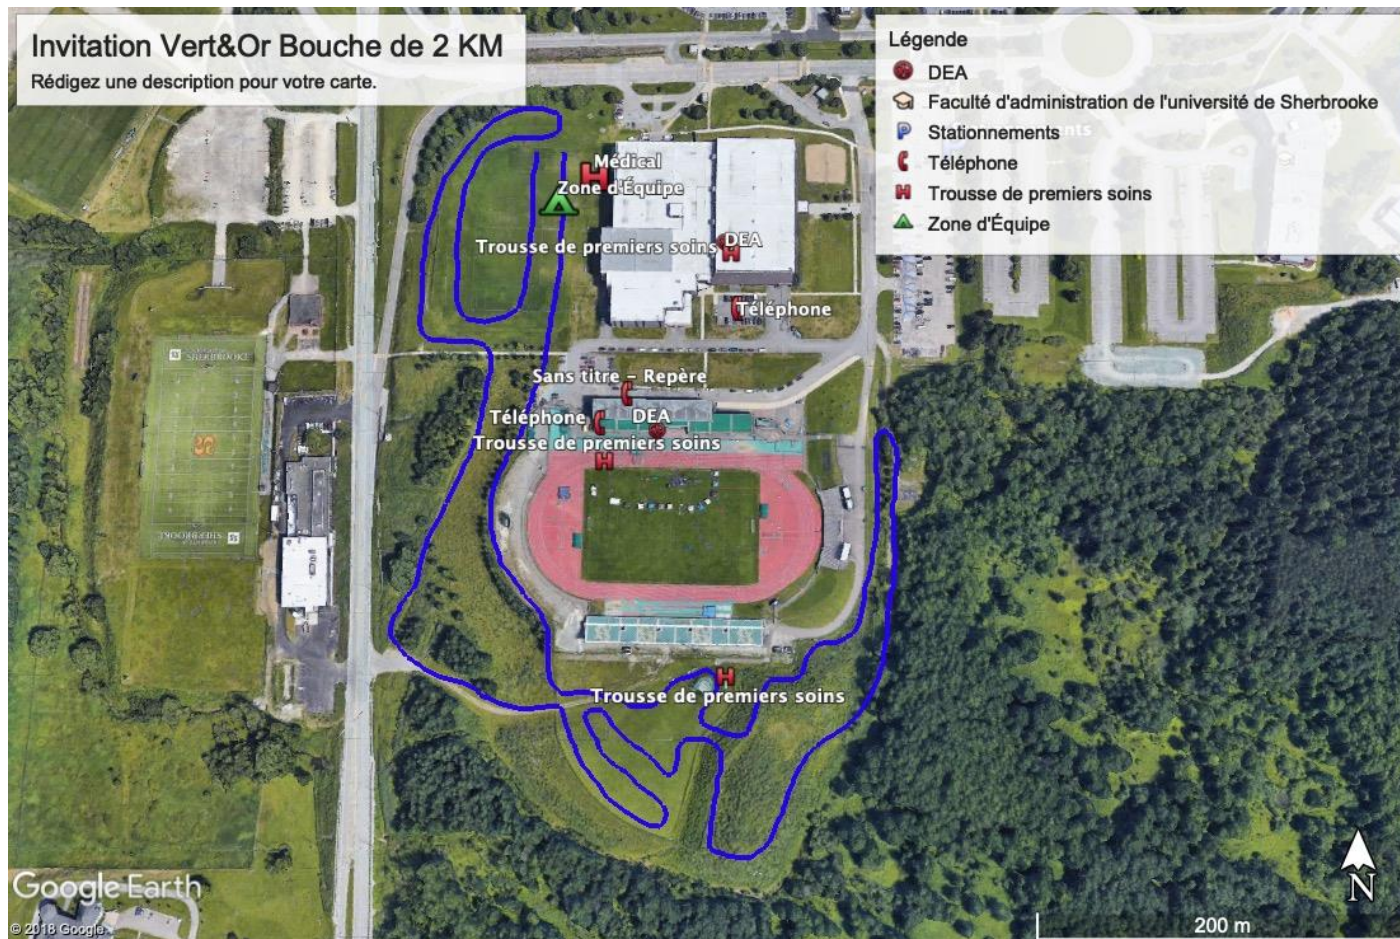 Invitation Vert&Or Bouche de 2 KM
Rédigez une description pour votre carte.
Légende
DEA
Faculté d'administration de l'université de Sherbrooke
Stationnements
Téléphone
Trousse de premiers soins
Zone d'Équipe
Médical
Zone d'Équipe
Trousse de premiers soins
DEA
Téléphone
Sans titre – Repère
Téléphone
DEA
Trousse de premiers soins
Trousse de premiers soins
SHERBROOKE
SHERBROOKE
Google Earth
© 2018 Google
200 m
N